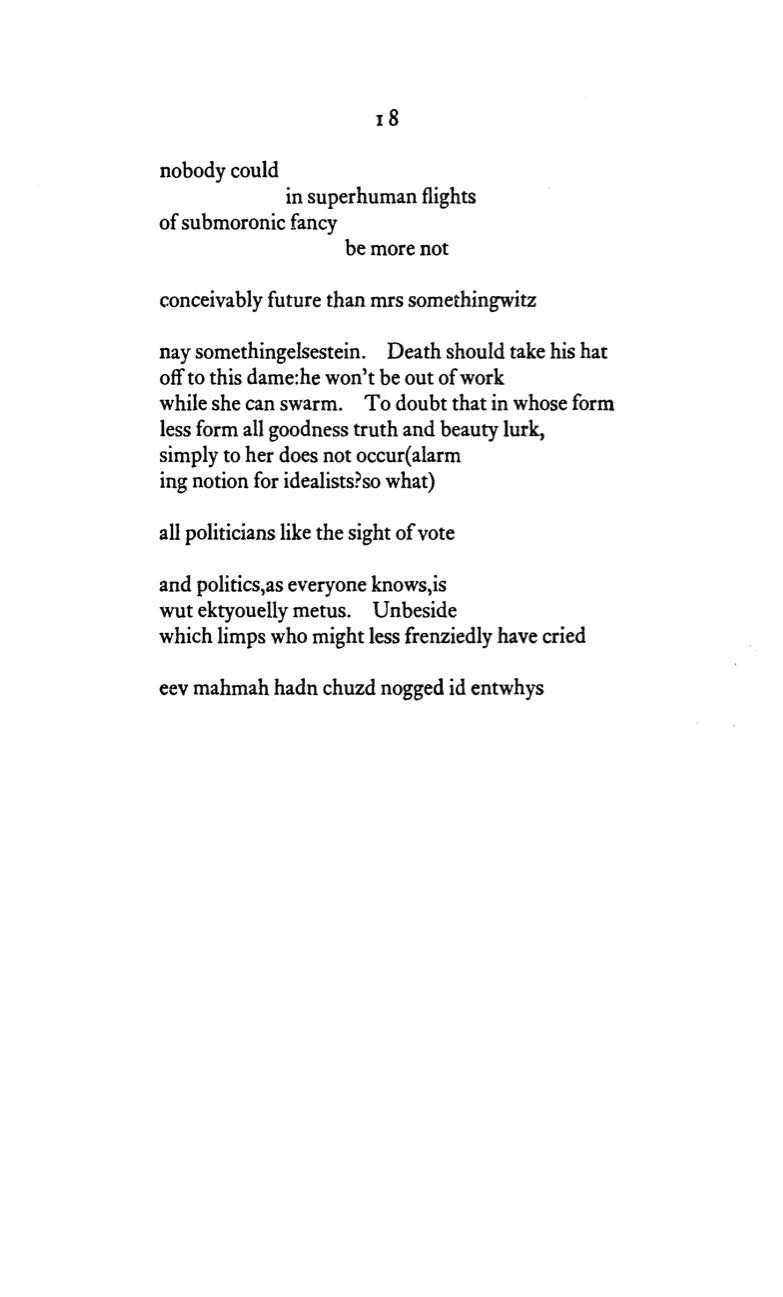 18
nobody could
in superhuman flights
of submoronic fancy
be more not
conceivably future than mrs somethingwitz
nay somethingelsestein. Death should take his hat
off to this dame:he won't be out of work
while she can swarm. To doubt that in whose form
less form all goodness truth and beauty lurk,
simply to her does not occur(alarm
ing notion for idealists?so what)
all politicians like the sight of vote
and politics,as everyone knows,is
wut ektyouelly metus. Unbeside
which limps who might less frenziedly have cried
eev mahmah hadn chuzd nogged id entwhys